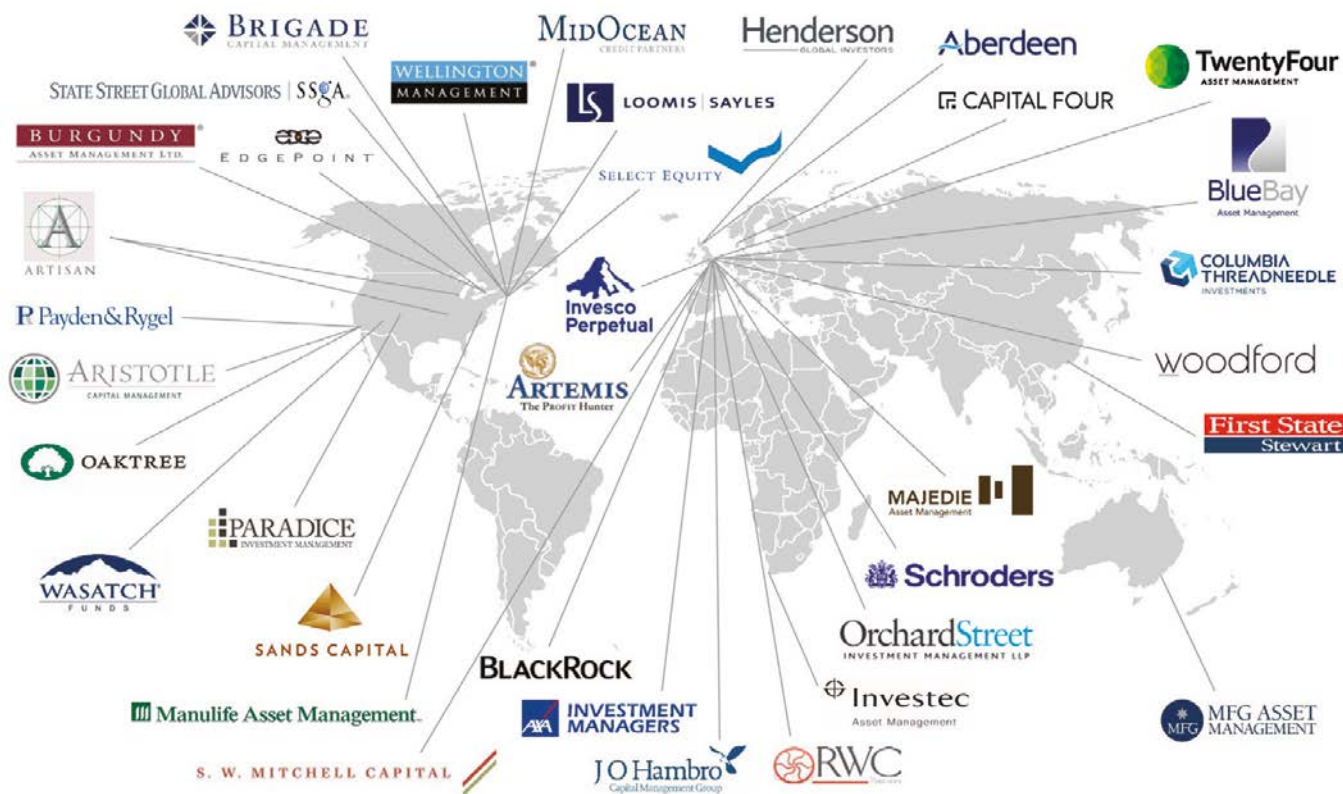 BRIGADE
CAPITAL MANAGEMENT
MIDOCEAN
CREDIT PARTNERS
Henderson
GLOBAL INVESTORS
Aberdeen
TwentyFour
ASSET MANAGEMENT
STATE STREET GLOBAL ADVISORS | SSgA®
WELLINGTON
MANAGEMENT®
LS LOOMIS | SAYLES
CAPITAL FOUR
BURGUNDY®
ASSET MANAGEMENT LTD.
EDGEPOINT
SELECT EQUITY
BlueBay
Asset Management
A
ARTISAN
Invesco
Perpetual
COLUMBIA
THREADNEEDLE
INVESTMENTS
Payden&Rygel
woodford
ARISTOTLE
CAPITAL MANAGEMENT
ARTEMIS
The PROFIT Hunter
First State
Stewart
OAKTREE
MAJEDIE
Asset Management
PARADICE
INVESTMENT MANAGEMENT
WASATCH®
FUNDS
Schroders
SANDS CAPITAL
OrchardStreet
INVESTMENT MANAGEMENT LLP
BLACKROCK
Investec
Asset Management
Manulife Asset Management™
AXA INVESTMENT
MANAGERS
MFG
MFG ASSET
MANAGEMENT
S. W. MITCHELL CAPITAL
J O Hambro
Capital Management Group
RWC